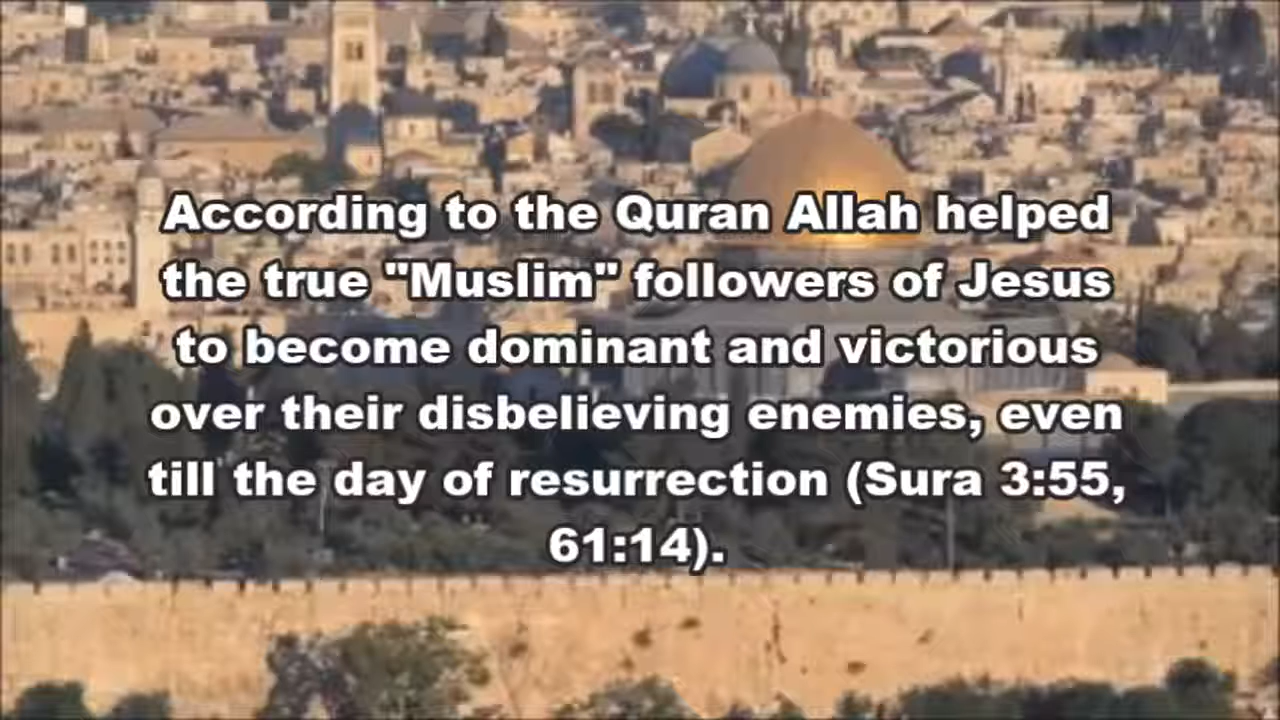 According to the Quran Allah helped
the true "Muslim" followers of Jesus
to become dominant and victorious
over their disbelieving enemies, even
till the day of resurrection (Sura 3:55,
61:14).